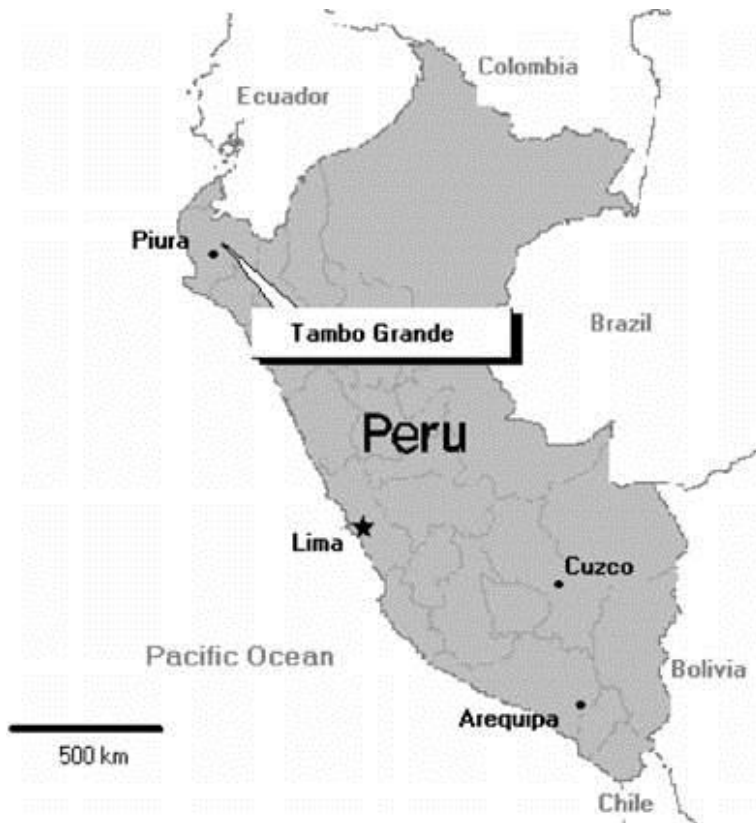 Colombia
Ecuador
Piura
Tambo Grande
Brazil
Peru
Lima
Cuzco
Pacific Ocean
Bolivia
Arequipa
500 km
Chile